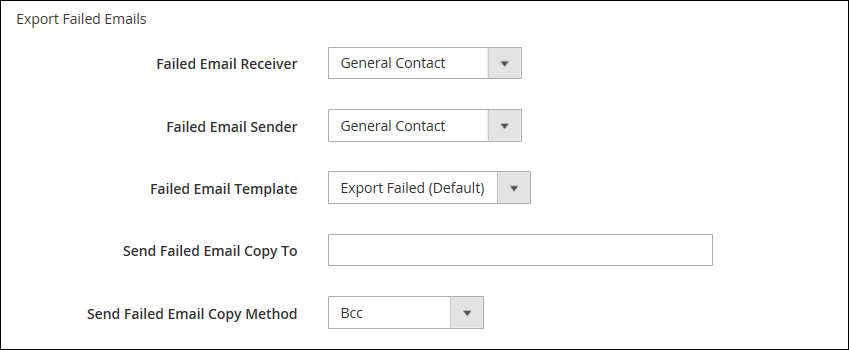 Export Failed Emails
Failed Email Receiver General Contact
Failed Email Sender General Contact
Failed Email Template Export Failed (Default)
Send Failed Email Copy To
Send Failed Email Copy Method Bcc